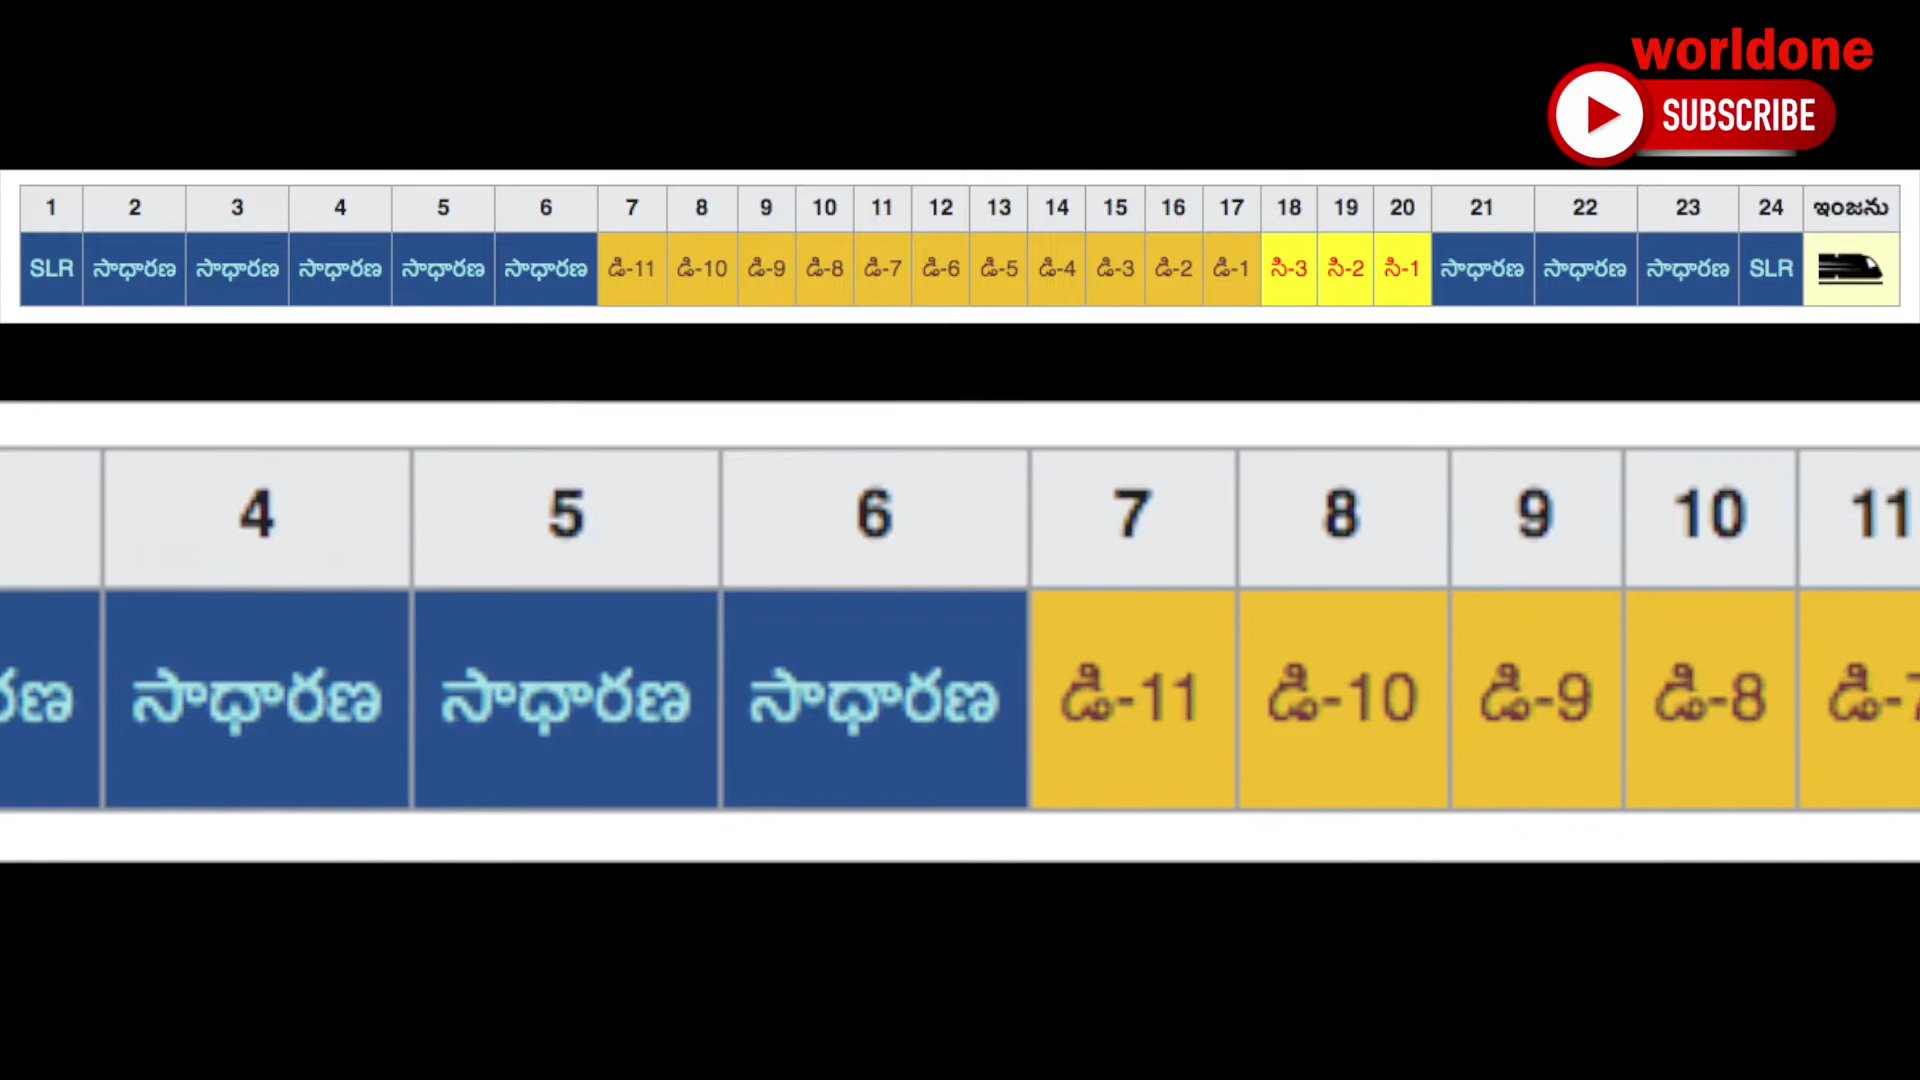 worldone
SUBSCRIBE
1 2 3 4 5 6 7 8 9 10 11 12 13 14 15 16 17 18 19 20 21 22 23 24 ఇంజను
SLR సాధారణ సాధారణ సాధారణ సాధారణ సాధారణ డి-11 డి-10 డి-9 డి-8 డి-7 డి-6 డి-5 డి-4 డి-3 డి-2 డి-1 సి-3 సి-2 సి-1 సాధారణ సాధారణ సాధారణ SLR
4 5 6 7 8 9 10 11
రణ సాధారణ సాధారణ సాధారణ డి-11 డి-10 డి-9 డి-8 డి-7